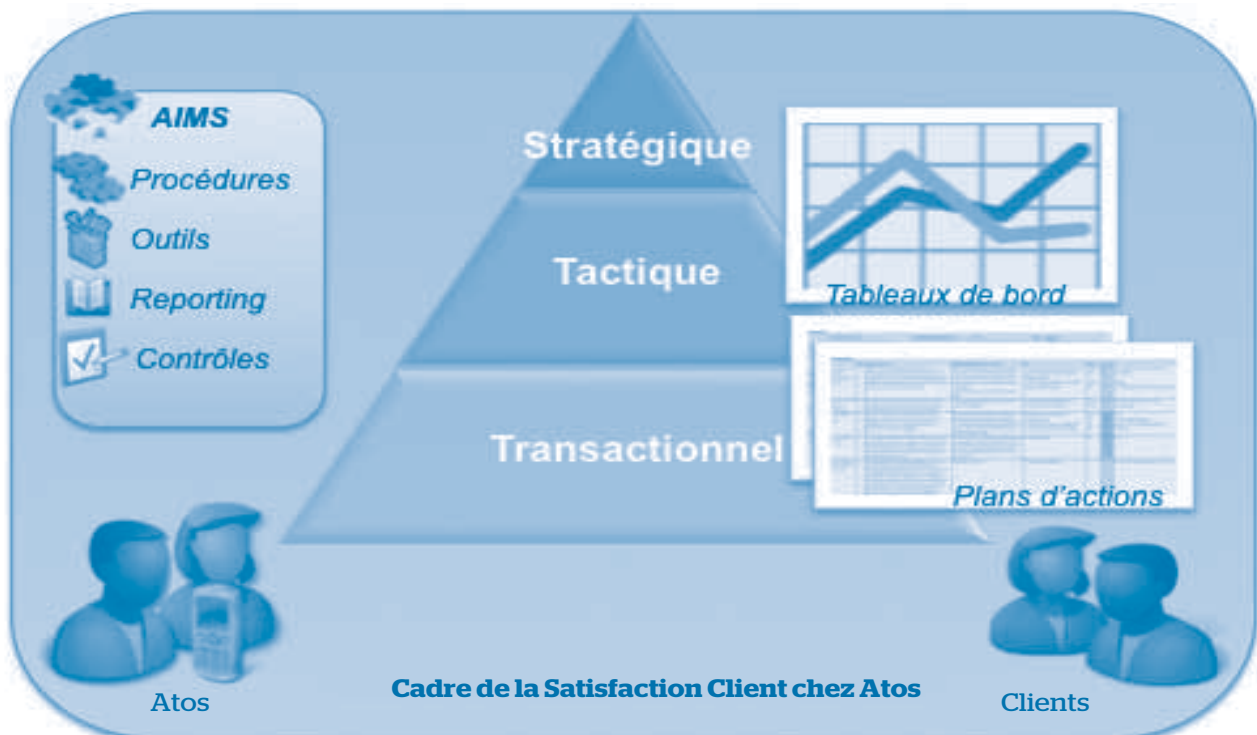 AIMS
Procédures
Outils
Reporting
Contrôles
Stratégique
Tactique
Transactionnel
Tableaux de bord
Plans d'actions
Atos
Cadre de la Satisfaction Client chez Atos
Clients